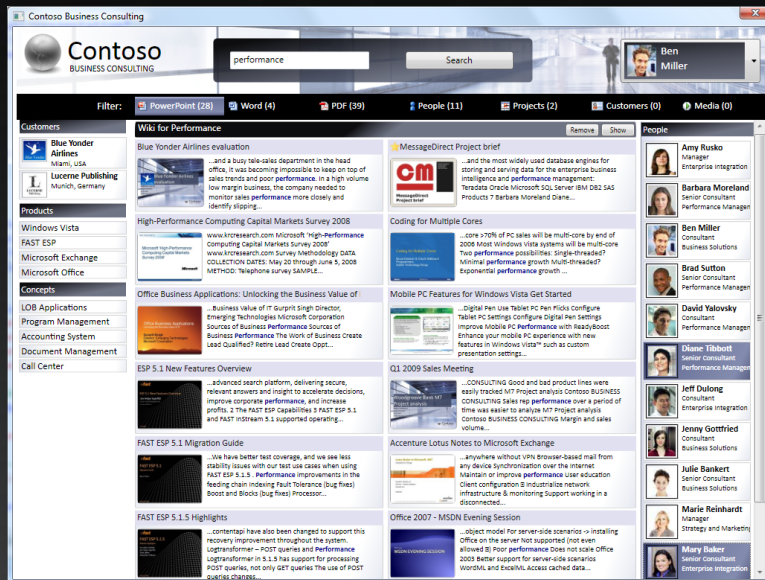 Contoso Business Consulting
Contoso
BUSINESS CONSULTING
performance
Search
Ben
Miller
Filter:
PowerPoint (28)
Word (4)
PDF (39)
People (11)
Projects (2)
Customers (0)
Media (0)
Customers
Blue Yonder
Airlines
Miami, USA
Lucerne Publishing
Munich, Germany
Products
Windows Vista
FAST ESP
Microsoft Exchange
Microsoft Office
Concepts
LOB Applications
Program Management
Accounting System
Document Management
Call Center
Wiki for Performance
Remove
Show
Blue Yonder Airlines evaluation
...and a busy tele-sales department in the head
office, it was becoming impossible to keep on top of
sales trends and poor performance. In a high volume
low margin business, the company needed to
monitor sales performance more closely and
identify slipping...
MessageDirect Project brief
CM
MessageDirect
Project Brief
...and the most widely used database engines for
storing and serving data for the enterprise business
intelligence and performance management:
Teradata Oracle Microsoft SQL Server IBM DB2 SAS
Products 7 Barbara Moreland Diane...
High-Performance Computing Capital Markets Survey 2008
www.krcresearch.com Microsoft 'High-Performance
Computing Capital Markets Survey 2008'
www.krcresearch.com Survey Methodology DATA
COLLECTION DATES: May 20 through June 5, 2008
METHOD: Telephone survey SAMPLE...
Coding for Multiple Cores
...core >70% of PC sales will be multi-core by end of
2006 Most Windows Vista systems will be multi-core
Two performance possibilities: Single-threaded?
Minimal performance growth Multi-threaded?
Exponential performance growth ...
Office Business Applications: Unlocking the Business Value of
...Business Value of IT Gurprit Singh Director,
Emerging Technologies Microsoft Corporation
Sources of Business Performance Sources of
Business Performance The Work of Business Create
Lead Qualified? Retire Lead Create Oppt...
Mobile PC Features for Windows Vista Get Started
...Digital Pen Use Tablet PC Pen Flicks Configure
Tablet PC settings Configure Digital Pen Settings
Improve Mobile PC Performance with ReadyBoost
Enhance your Mobile PC experience with new
features in Windows Vista™ such as custom
presentation settings...
ESP 5.1 New Features Overview
...advanced search platform, delivering secure,
relevant answers and insight to accelerate decisions,
improve corporate performance, and increase
profits. 2 The FAST ESP Capabilities 3 FAST ESP 5.1
and FAST InStream 5.1 supported operating...
Q1 2009 Sales Meeting
...CONSULTING Good and bad product lines were
easily tracked M7 Project analysis Contoso BUSINESS
CONSULTING Sales rep performance over a period of
time was easier to analyze M7 Project analysis
Contoso BUSINESS CONSULTING Margin and sales
volume...
FAST ESP 5.1 Migration Guide
...We have better test coverage, and we see less
stability issues with our test use cases when using
FAST ESP 5.1.5 . Performance improvements in the
feeding chain Indexing Fault Tolerance (bug fixes)
Boost and Blocks (bug fixes) Processor...
Accenture Lotus Notes to Microsoft Exchange
...anywhere without VPN Browser-based mail from
any device Synchronization over the Internet
Maintain or improve performance User education
Client configuration Industrialize network
infrastructure & monitoring Support working in a
disconnected...
FAST ESP 5.1.5 Highlights
...contentapi have also been changed to support this
recovery improvement throughout the system.
Logtransformer – POST queries and Performance
Logtransformer in 5.1.5 has support for processing
POST queries, not only GET queries The use of POST
queries changes...
Office 2007 - MSDN Evening Session
MSDN EVENING SESSION
...object model For server-side scenarios -> installing
Office on the server Not supported (not even
allowed) Poor performance Does not scale Office
2003 Better support for server-side scenarios
WordML and ExcelML Access cached data...
People
Amy Rusko
Manager
Enterprise Integration
Barbara Moreland
Senior Consultant
Performance Manager
Ben Miller
Consultant
Business Solutions
Brad Sutton
Senior Consultant
Performance Manager
David Yalovsky
Consultant
Performance Manager
Diane Tibbott
Senior Consultant
Performance Manager
Jeff Dulong
Consultant
Enterprise Integration
Jenny Gottfried
Consultant
Business Solutions
Julie Bankert
Senior Consultant
Business Solutions
Marie Reinhardt
Manager
Strategy and Marketing
Mary Baker
Senior Consultant
Enterprise Integration